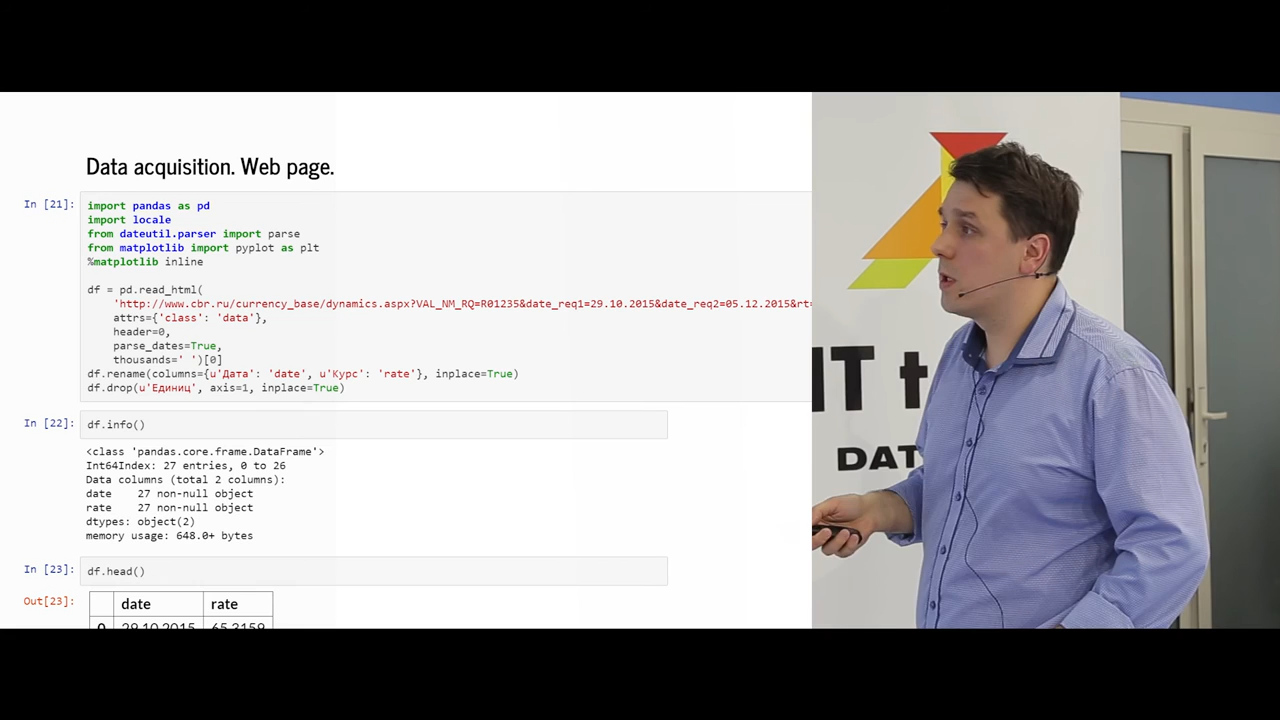 Data acquisition. Web page.
In [21]:
import pandas as pd
import locale
from dateutil.parser import parse
from matplotlib import pyplot as plt
%matplotlib inline
df = pd.read_html(
'http://www.cbr.ru/currency_base/dynamics.aspx?VAL_NM_RQ=R01235&date_req1=29.10.2015&date_req2=05.12.2015&rt=
attrs={'class': 'data'},
header=0,
parse_dates=True,
thousands=' ')[0]
df.rename(columns={u'Дата': 'date', u'Курс': 'rate'}, inplace=True)
df.drop(u'Единиц', axis=1, inplace=True)
In [22]:
df.info()
<class 'pandas.core.frame.DataFrame'>
Int64Index: 27 entries, 0 to 26
Data columns (total 2 columns):
date 27 non-null object
rate 27 non-null object
dtypes: object(2)
memory usage: 648.0+ bytes
In [23]:
df.head()
Out[23]:
date rate
0 29.10.2015 65.3159
IT t
DAT